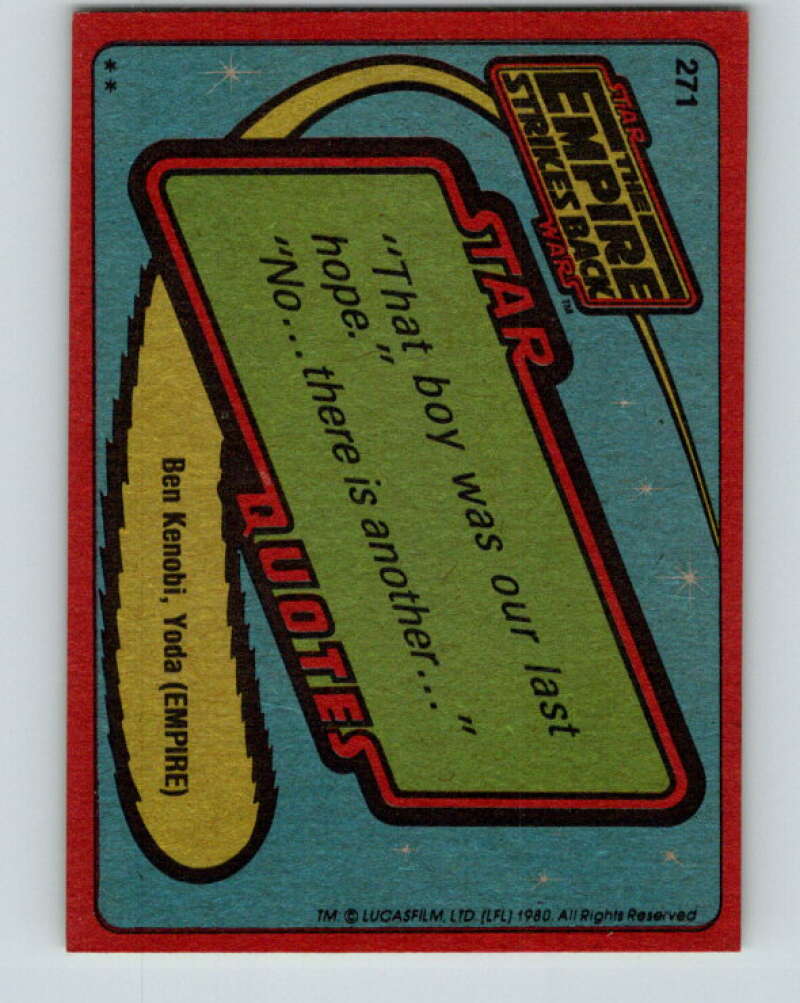 271
STAR
THE
EMPIRE
STRIKES BACK
WARS™
STAR
"That boy was our last
hope."
"No...there is another..."
QUOTES
Ben Kenobi, Yoda (EMPIRE)
**
TM: © LUCASFILM, LTD. (LFL) 1980. All Rights Reserved